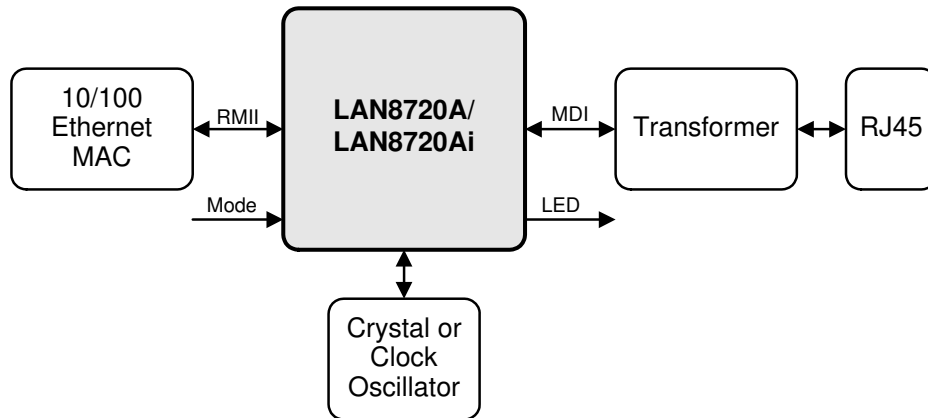 10/100
Ethernet
MAC
RMII
Mode
LAN8720A/
LAN8720Ai
MDI
LED
Transformer
RJ45
Crystal or
Clock
Oscillator